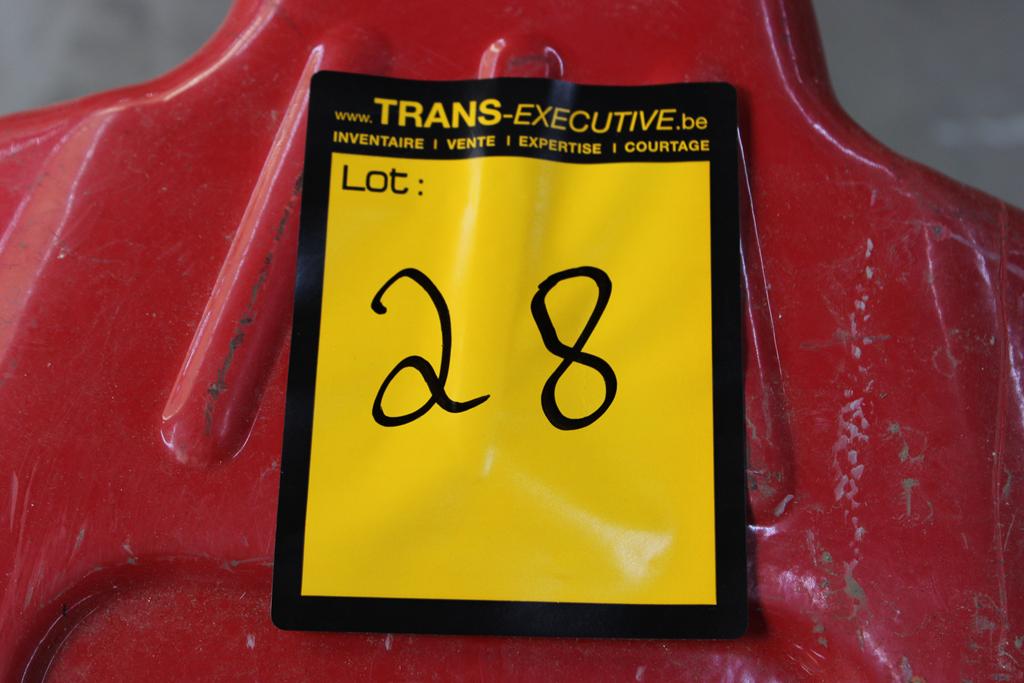 www.TRANS-EXECUTIVE.be
INVENTAIRE | VENTE | EXPERTISE | COURTAGE
Lot:
28